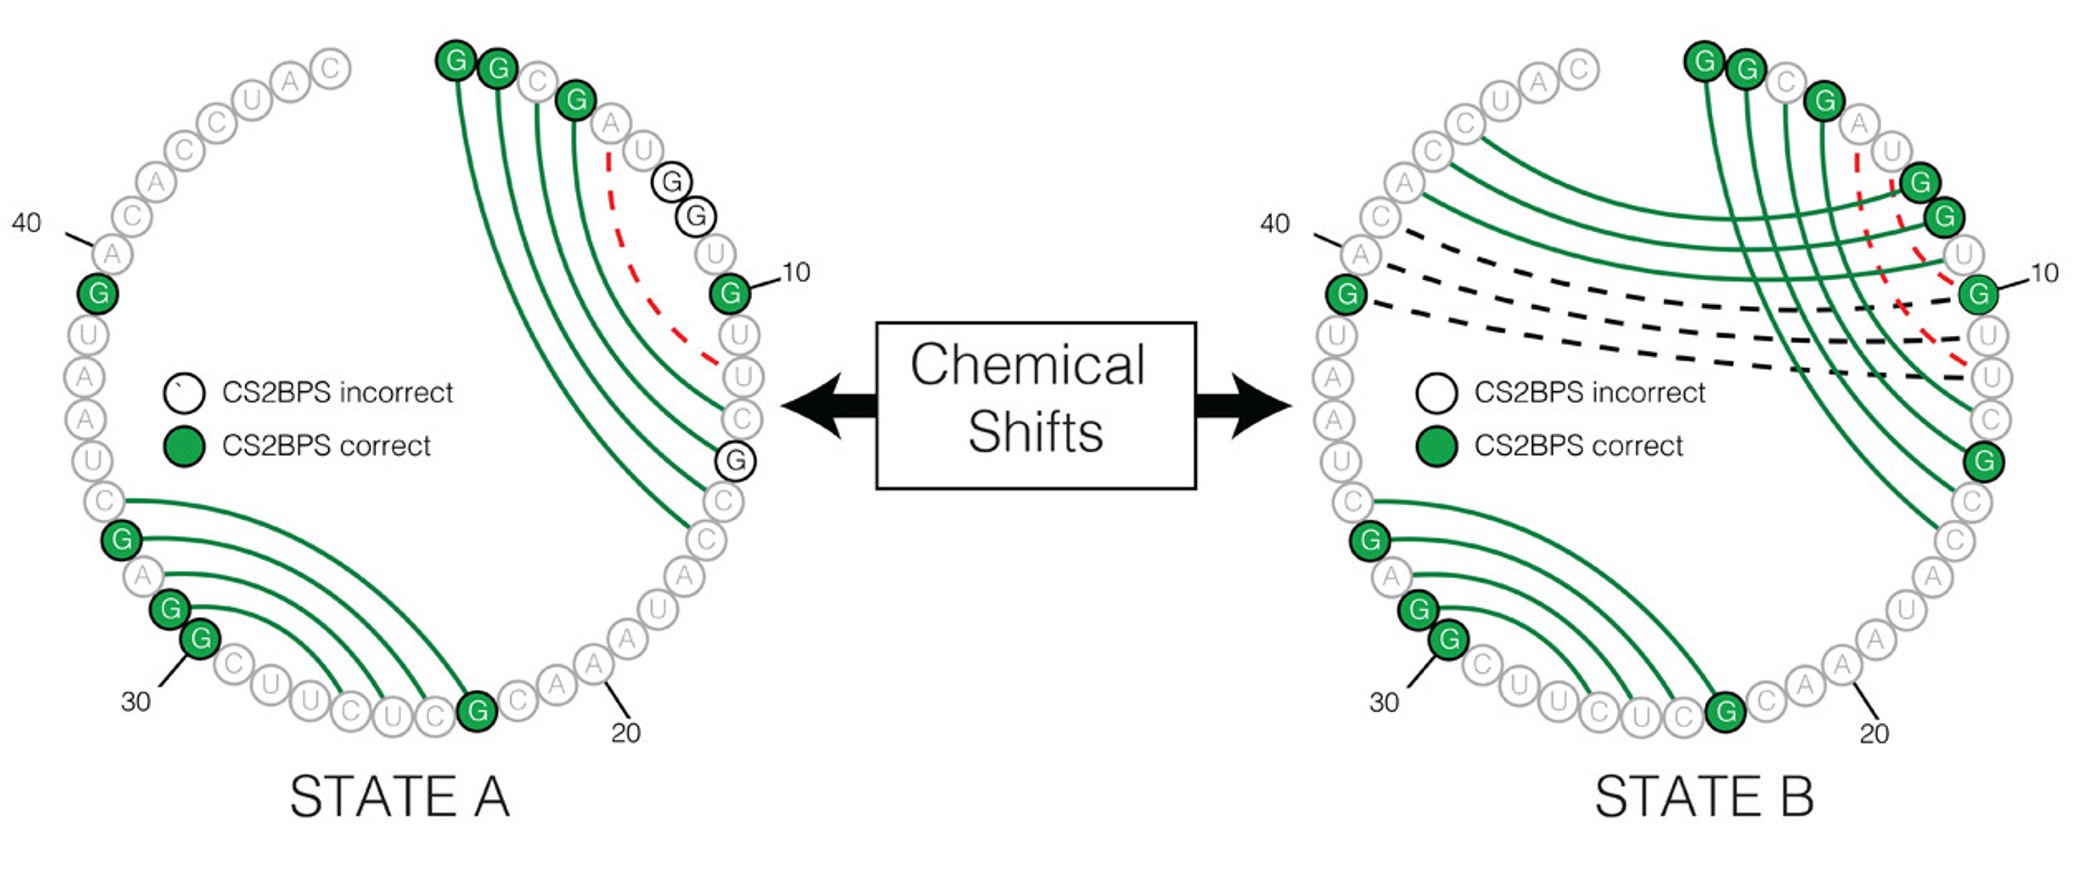 G G C G A U G G U G U U C G C C A U A A A C G C U C U U C G G A G C U A A U G A C A C C U A C
10
20
30
40
CS2BPS incorrect
CS2BPS correct
STATE A
Chemical
Shifts
G G C G A U G G U G U U C G C C A U A A A C G C U C U U C G G A G C U A A U G A C A C C U A C
10
20
30
40
CS2BPS incorrect
CS2BPS correct
STATE B